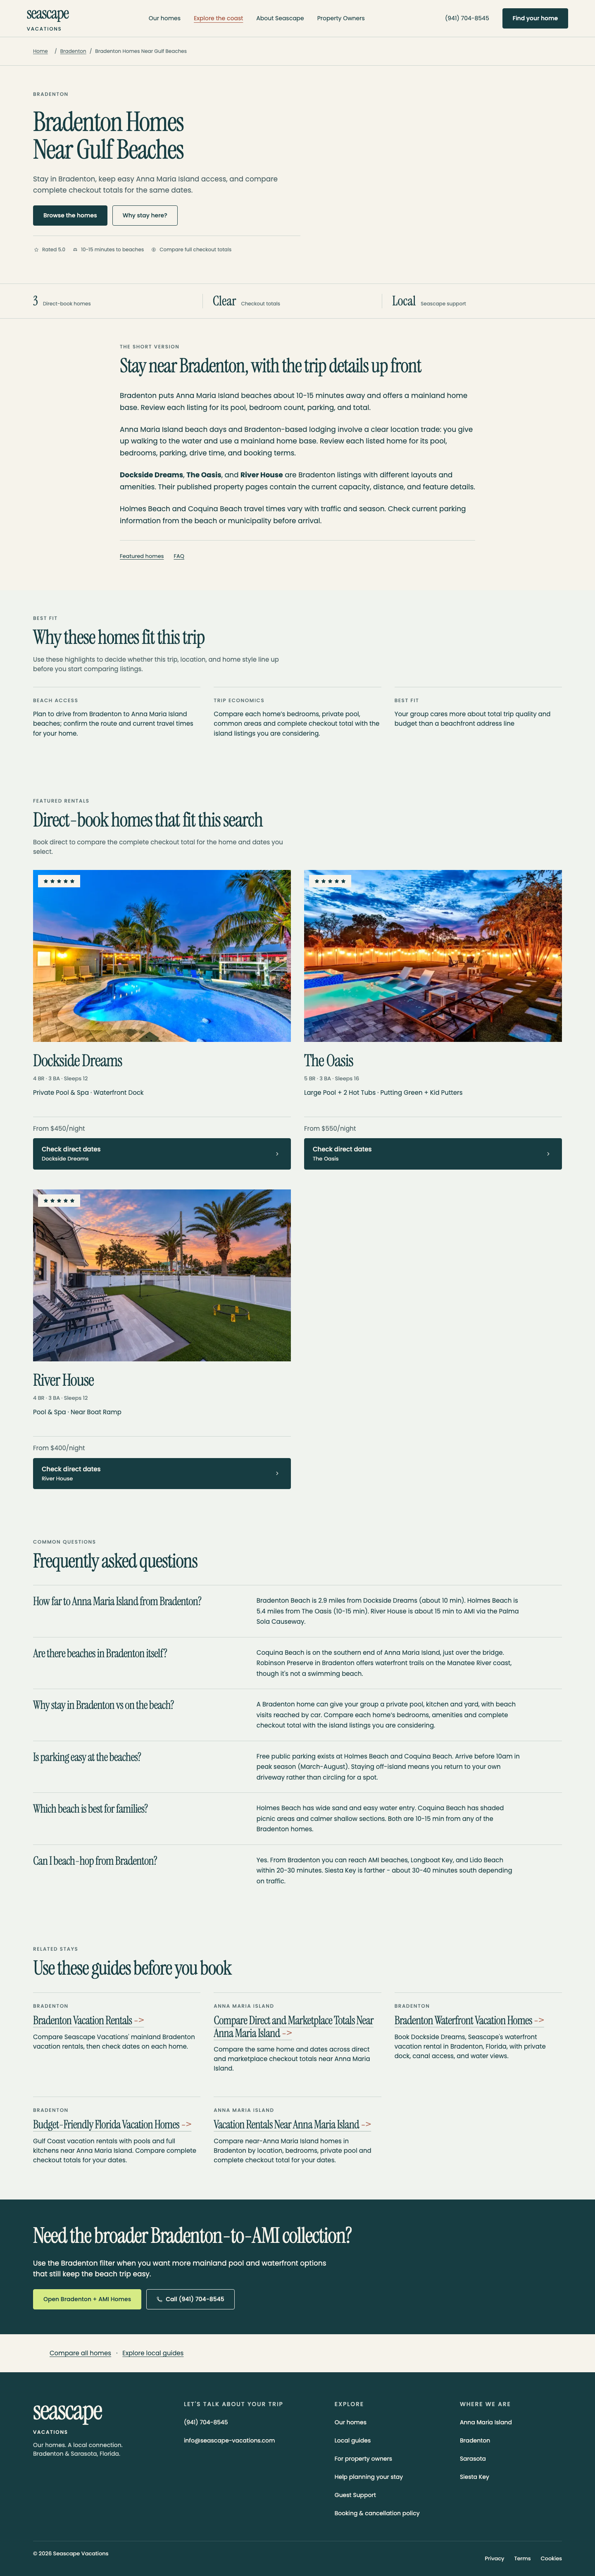 seascape
VACATIONS
Our homes
Explore the coast
About Seascape
Property Owners
(941) 704-8545
Find your home
Home / Bradenton / Bradenton Homes Near Gulf Beaches
BRADENTON
Bradenton Homes
Near Gulf Beaches
Stay in Bradenton, keep easy Anna Maria Island access, and compare
complete checkout totals for the same dates.
Browse the homes
Why stay here?
Rated 5.0
10-15 minutes to beaches
Compare full checkout totals
3 Direct-book homes
Clear Checkout totals
Local Seascape support
THE SHORT VERSION
Stay near Bradenton, with the trip details up front
Bradenton puts Anna Maria Island beaches about 10-15 minutes away and offers a mainland home
base. Review each listing for its pool, bedroom count, parking, and total.
Anna Maria Island beach days and Bradenton-based lodging involve a clear location trade: you give
up walking to the water and use a mainland home base. Review each listed home for its pool,
bedrooms, parking, drive time, and booking terms.
Dockside Dreams, The Oasis, and River House are Bradenton listings with different layouts and
amenities. Their published property pages contain the current capacity, distance, and feature details.
Holmes Beach and Coquina Beach travel times vary with traffic and season. Check current parking
information from the beach or municipality before arrival.
Featured homes
FAQ
BEST FIT
Why these homes fit this trip
Use these highlights to decide whether this trip, location, and home style line up
before you start comparing listings.
BEACH ACCESS
Plan to drive from Bradenton to Anna Maria Island
beaches; confirm the route and current travel times
for your home.
TRIP ECONOMICS
Compare each home's bedrooms, private pool,
common areas and complete checkout total with the
island listings you are considering.
BEST FIT
Your group cares more about total trip quality and
budget than a beachfront address line
FEATURED RENTALS
Direct-book homes that fit this search
Book direct to compare the complete checkout total for the home and dates you
select.
Dockside Dreams
4 BR · 3 BA · Sleeps 12
Private Pool & Spa · Waterfront Dock
From $450/night
Check direct dates
Dockside Dreams
The Oasis
5 BR · 3 BA · Sleeps 16
Large Pool + 2 Hot Tubs · Putting Green + Kid Putters
From $550/night
Check direct dates
The Oasis
River House
4 BR · 3 BA · Sleeps 12
Pool & Spa · Near Boat Ramp
From $400/night
Check direct dates
River House
COMMON QUESTIONS
Frequently asked questions
How far to Anna Maria Island from Bradenton?
Bradenton Beach is 2.9 miles from Dockside Dreams (about 10 min). Holmes Beach is
5.4 miles from The Oasis (10-15 min). River House is about 15 min to AMI via the Palma
Sola Causeway.
Are there beaches in Bradenton itself?
Coquina Beach is on the southern end of Anna Maria Island, just over the bridge.
Robinson Preserve in Bradenton offers waterfront trails on the Manatee River coast,
though it's not a swimming beach.
Why stay in Bradenton vs on the beach?
A Bradenton home can give your group a private pool, kitchen and yard, with beach
visits reached by car. Compare each home's bedrooms, amenities and complete
checkout total with the island listings you are considering.
Is parking easy at the beaches?
Free public parking exists at Holmes Beach and Coquina Beach. Arrive before 10am in
peak season (March-August). Staying off-island means you return to your own
driveway rather than circling for a spot.
Which beach is best for families?
Holmes Beach has wide sand and easy water entry. Coquina Beach has shaded
picnic areas and calmer shallow sections. Both are 10-15 min from any of the
Bradenton homes.
Can I beach-hop from Bradenton?
Yes. From Bradenton you can reach AMI beaches, Longboat Key, and Lido Beach
within 20-30 minutes. Siesta Key is farther - about 30-40 minutes south depending
on traffic.
RELATED STAYS
Use these guides before you book
BRADENTON
Bradenton Vacation Rentals ->
Compare Seascape Vacations' mainland Bradenton
vacation rentals, then check dates on each home.
ANNA MARIA ISLAND
Compare Direct and Marketplace Totals Near
Anna Maria Island ->
Compare the same home and dates across direct
and marketplace checkout totals near Anna Maria
Island.
BRADENTON
Bradenton Waterfront Vacation Homes ->
Book Dockside Dreams, Seascape's waterfront
vacation rental in Bradenton, Florida, with private
dock, canal access, and water views.
BRADENTON
Budget-Friendly Florida Vacation Homes ->
Gulf Coast vacation rentals with pools and full
kitchens near Anna Maria Island. Compare complete
checkout totals for your dates.
ANNA MARIA ISLAND
Vacation Rentals Near Anna Maria Island ->
Compare near-Anna Maria Island homes in
Bradenton by location, bedrooms, private pool and
complete checkout total for your dates.
Need the broader Bradenton-to-AMI collection?
Use the Bradenton filter when you want more mainland pool and waterfront options
that still keep the beach trip easy.
Open Bradenton + AMI Homes
Call (941) 704-8545
Compare all homes · Explore local guides
seascape
VACATIONS
Our homes. A local connection.
Bradenton & Sarasota, Florida.
LET'S TALK ABOUT YOUR TRIP
(941) 704-8545
info@seascape-vacations.com
EXPLORE
Our homes
Local guides
For property owners
Help planning your stay
Guest Support
Booking & cancellation policy
WHERE WE ARE
Anna Maria Island
Bradenton
Sarasota
Siesta Key
© 2026 Seascape Vacations
Privacy
Terms
Cookies